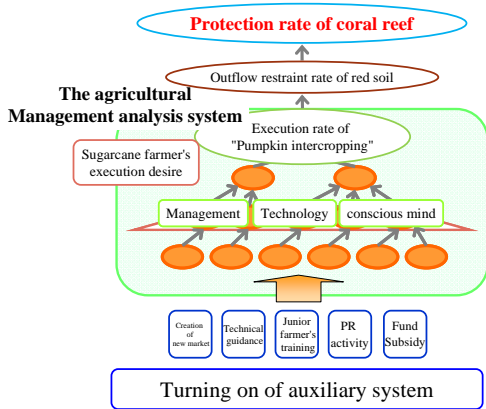 Protection rate of coral reef
Outflow restraint rate of red soil
The agricultural
Management analysis system
Execution rate of
"Pumpkin intercropping"
Sugarcane farmer's
execution desire
Management
Technology
conscious mind
Creation
of
new market
Technical
guidance
Junior
farmer's
training
PR
activity
Fund
Subsidy
Turning on of auxiliary system